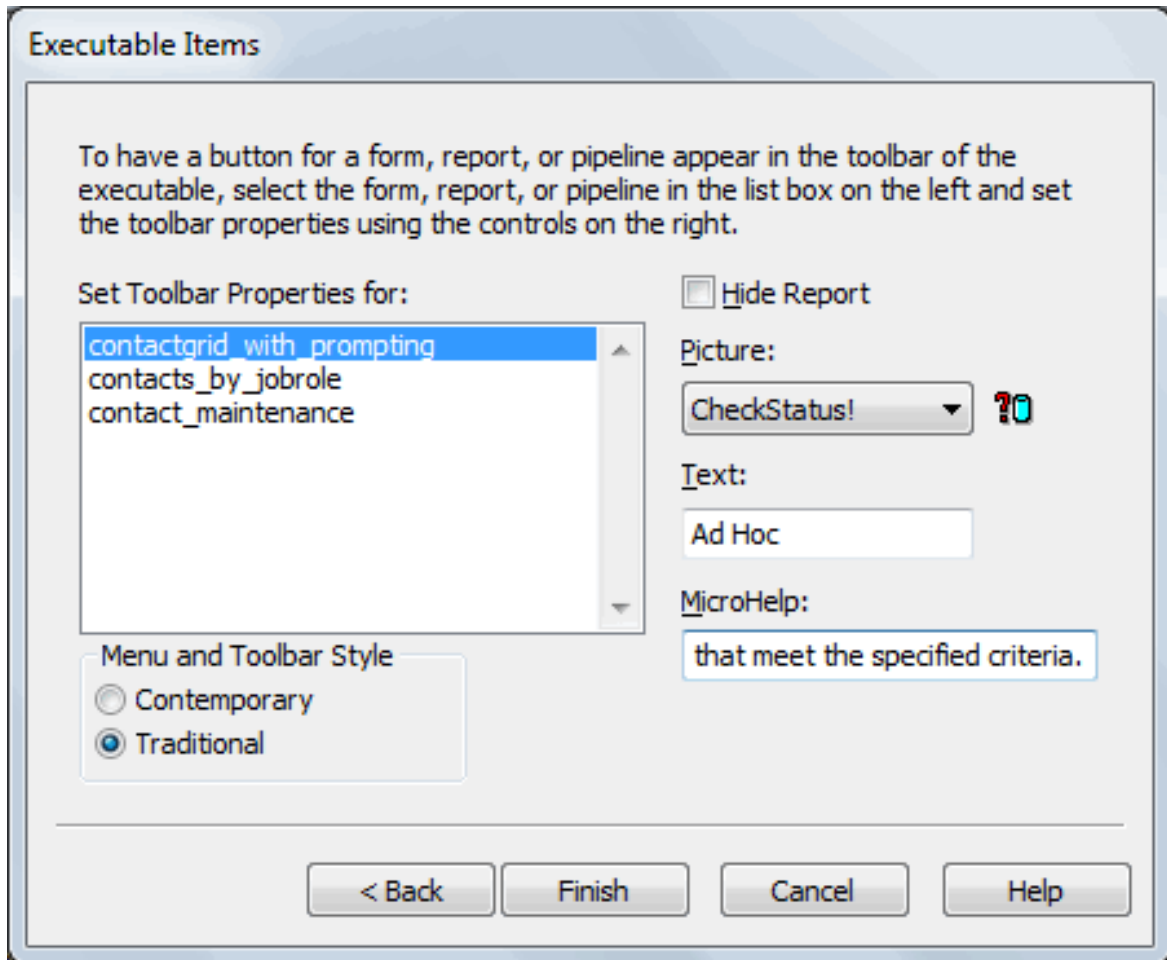 Executable Items
To have a button for a form, report, or pipeline appear in the toolbar of the
executable, select the form, report, or pipeline in the list box on the left and set
the toolbar properties using the controls on the right.
Set Toolbar Properties for:
contactgrid_with_prompting
contacts_by_jobrole
contact_maintenance
Menu and Toolbar Style
Contemporary
Traditional
Hide Report
Picture:
CheckStatus!
Text:
Ad Hoc
MicroHelp:
that meet the specified criteria.
< Back
Finish
Cancel
Help